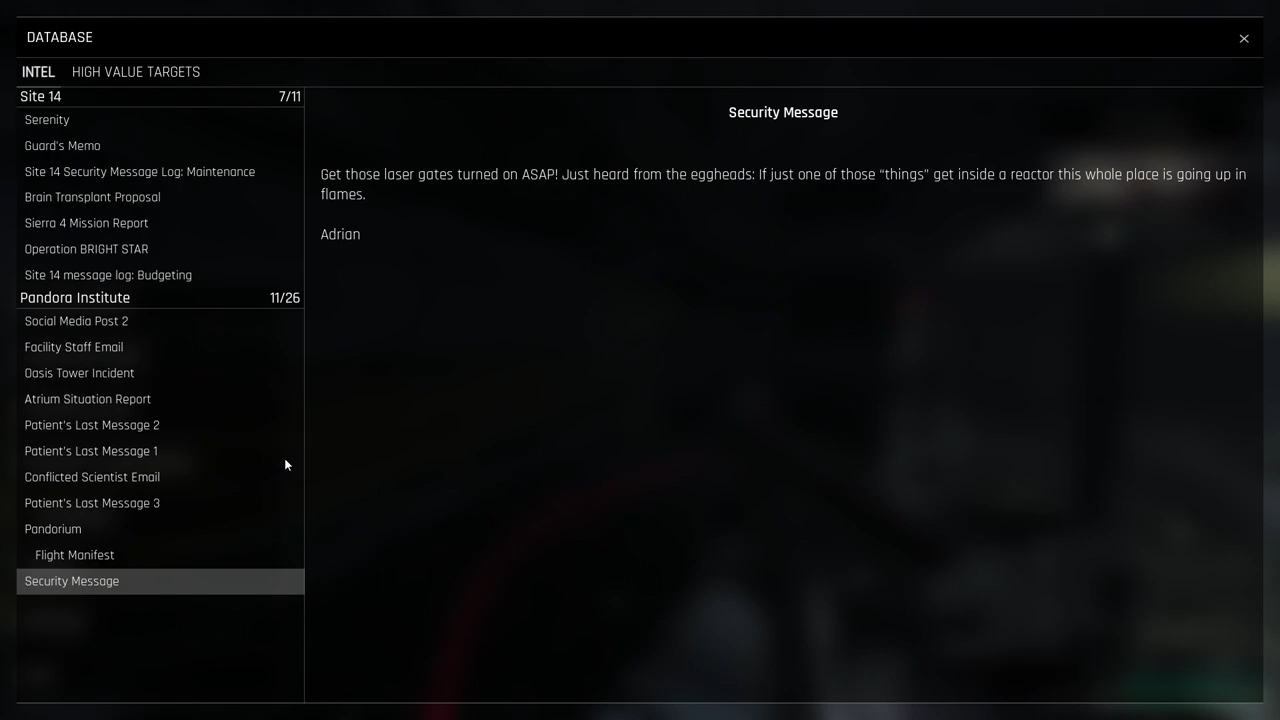 DATABASE
×
INTEL HIGH VALUE TARGETS
Site 14 7/11
Serenity
Guard's Memo
Site 14 Security Message Log: Maintenance
Brain Transplant Proposal
Sierra 4 Mission Report
Operation BRIGHT STAR
Site 14 message log: Budgeting
Pandora Institute 11/26
Social Media Post 2
Facility Staff Email
Oasis Tower Incident
Atrium Situation Report
Patient's Last Message 2
Patient's Last Message 1
Conflicted Scientist Email
Patient's Last Message 3
Pandorium
Flight Manifest
Security Message
Security Message
Get those laser gates turned on ASAP! Just heard from the eggheads: If just one of those “things” get inside a reactor this whole place is going up in
flames.
Adrian